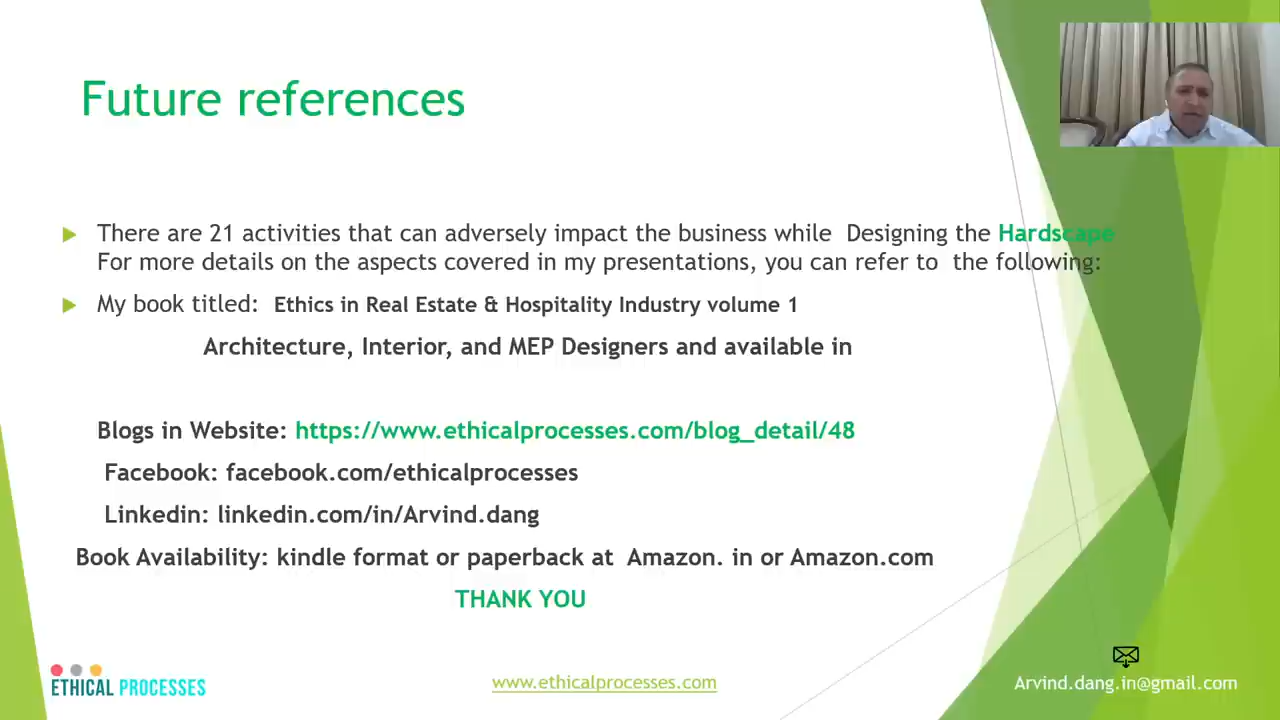 Future references
There are 21 activities that can adversely impact the business while Designing the Hardscape
For more details on the aspects covered in my presentations, you can refer to the following:
My book titled: Ethics in Real Estate & Hospitality Industry volume 1
Architecture, Interior, and MEP Designers and available in
Blogs in Website: https://www.ethicalprocesses.com/blog_detail/48
Facebook: facebook.com/ethicalprocesses
Linkedin: linkedin.com/in/Arvind.dang
Book Availability: kindle format or paperback at Amazon. in or Amazon.com
THANK YOU
ETHICAL PROCESSES
www.ethicalprocesses.com
Arvind.dang.in@gmail.com